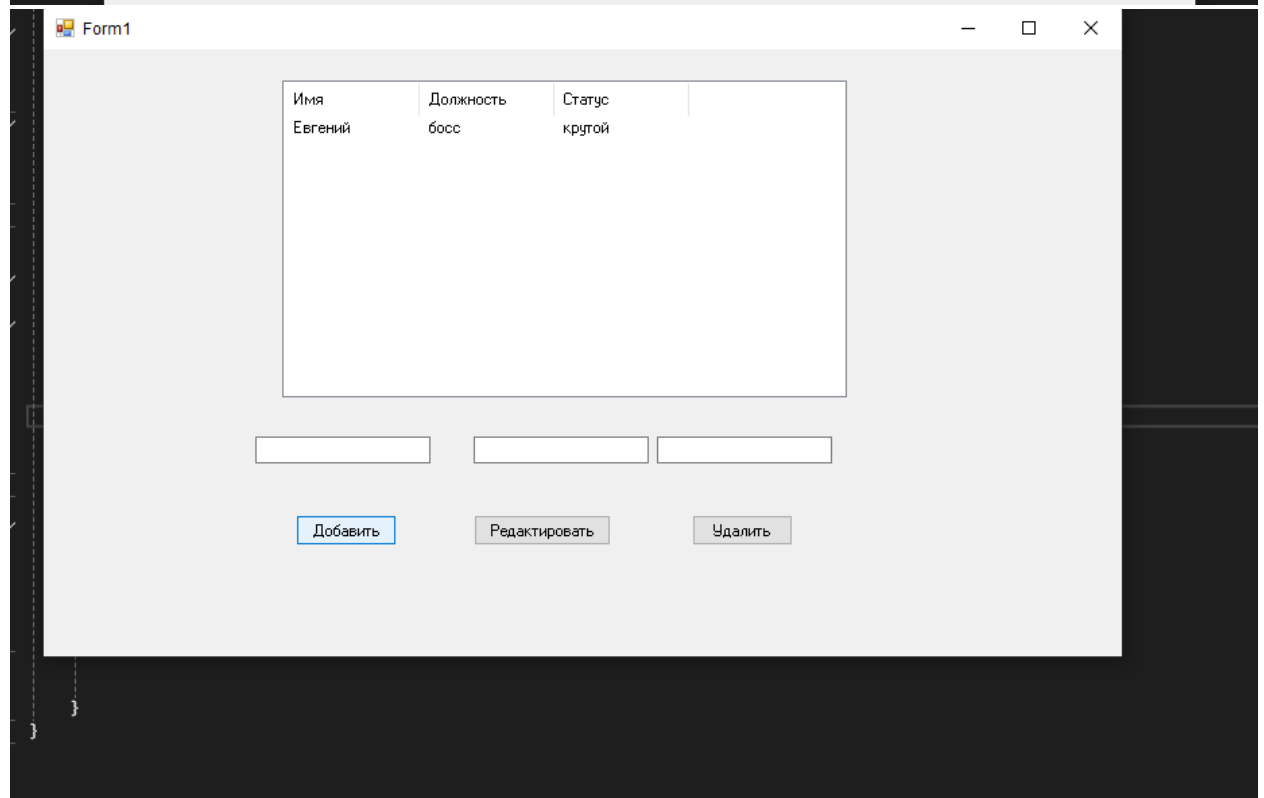 Form1
Имя Должность Статус
Евгений босс крутой
Добавить Редактировать Удалить
}
}